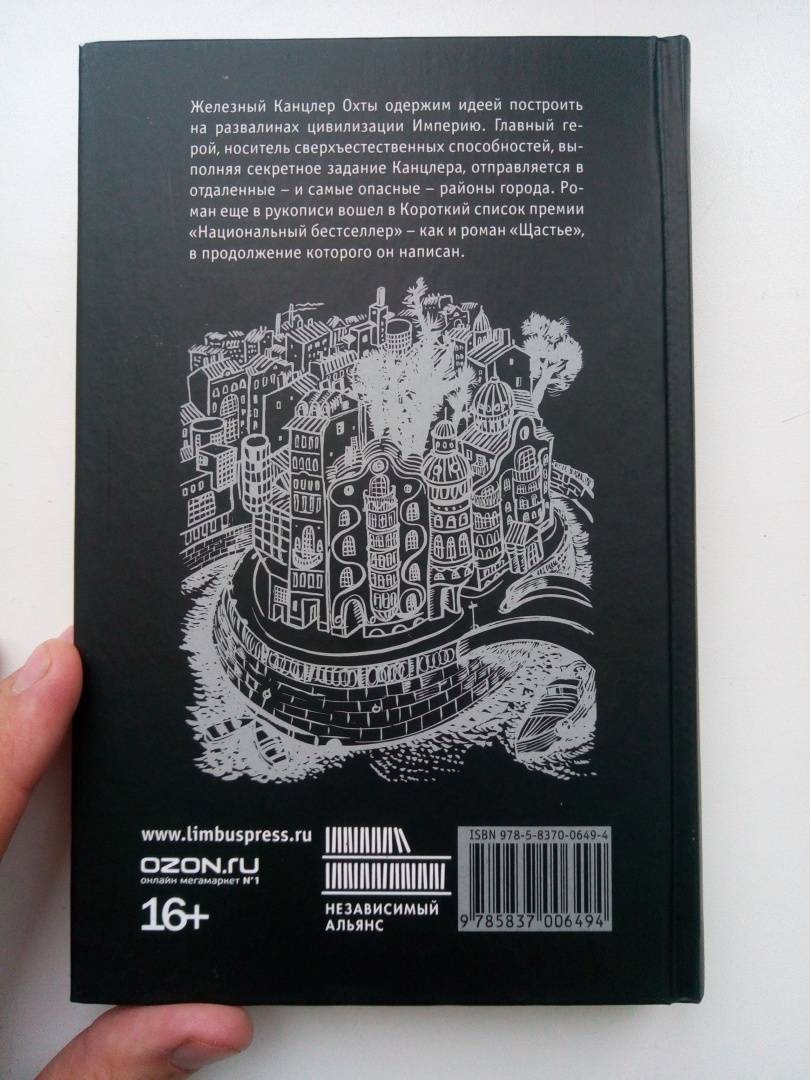 Железный Канцлер Охты одержим идеей построить
на развалинах цивилизации Империю. Главный ге-
рой, носитель сверхъестественных способностей, вы-
полняя секретное задание Канцлера, отправляется в
отдаленные – и самые опасные – районы города. Ро-
ман еще в рукописи вошел в Короткий список премии
«Национальный бестселлер» – как и роман «Щастье»,
в продолжение которого он написан.
www.limbuspress.ru
OZON.RU
онлайн мегамаркет №1
16+
НЕЗАВИСИМЫЙ
АЛЬЯНС
ISBN 978-5-8370-0649-4
9 785837 006494